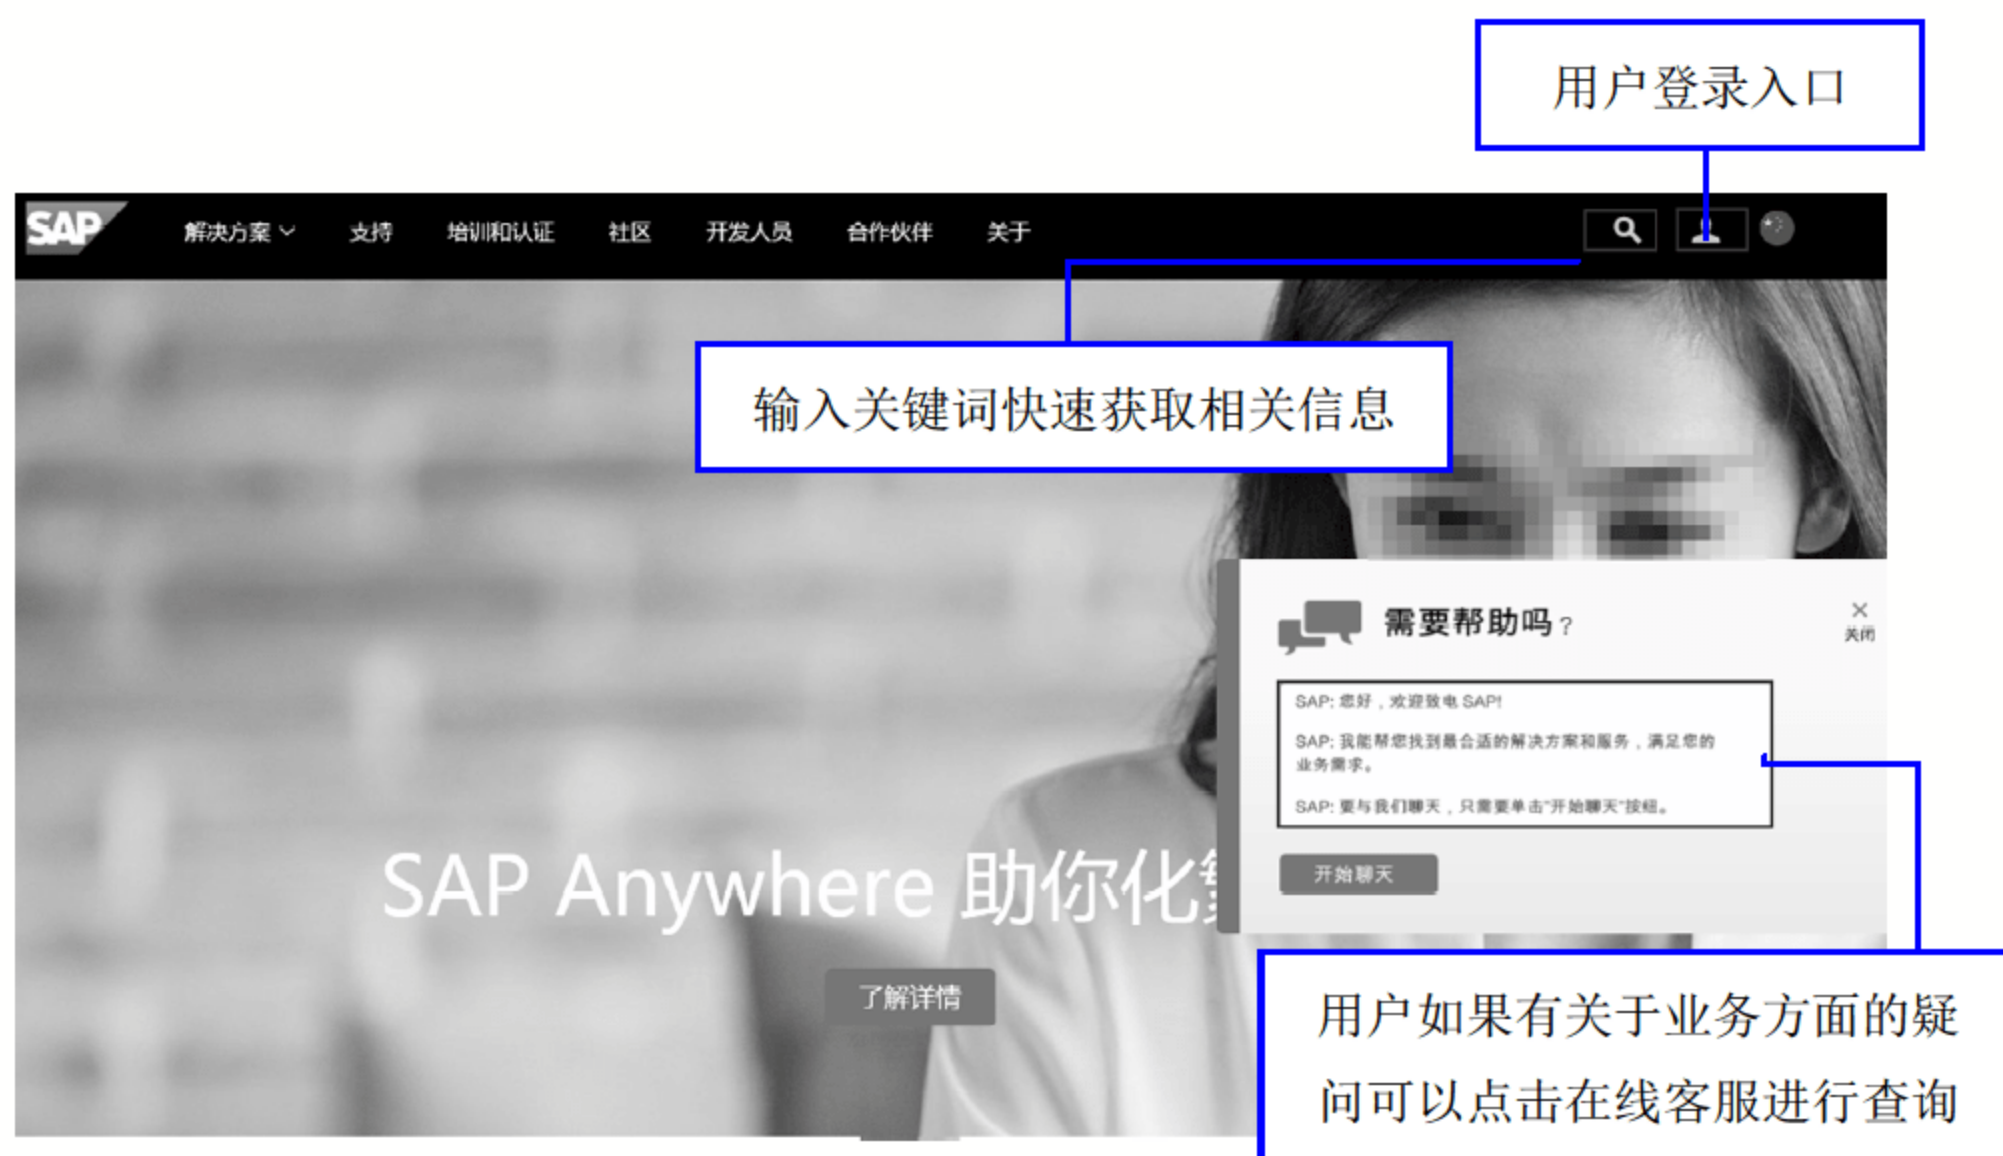 用户登录入口
SAP 解决方案 支持 培训和认证 社区 开发人员 合作伙伴 关于
输入关键词快速获取相关信息
需要帮助吗？
关闭
SAP: 您好，欢迎致电 SAP!
SAP: 我能帮您找到最合适的解决方案和服务，满足您的
业务需求。
SAP: 要与我们聊天，只需要单击"开始聊天"按纽。
开始聊天
SAP Anywhere 助你化
了解详情
用户如果有关于业务方面的疑
问可以点击在线客服进行查询